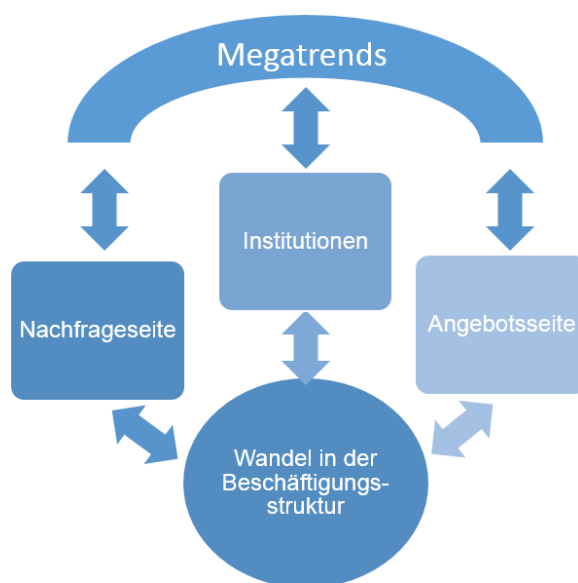 Megatrends
Institutionen
Nachfrageseite
Angebotsseite
Wandel in der
Beschäftigungs-
struktur